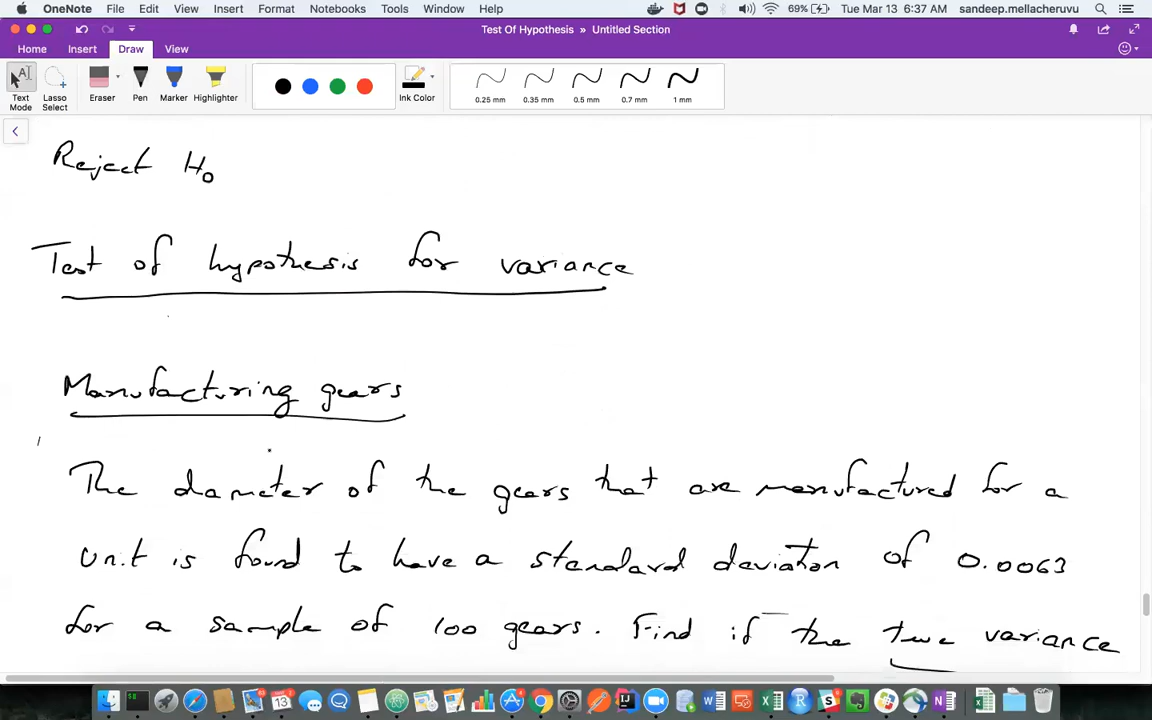 OneNote File Edit View Insert Format Notebooks Tools Window Help 69% Tue Mar 13 6:37 AM sandeep.mellacheruvu
Test Of Hypothesis » Untitled Section
Home Insert Draw View
Text Mode Lasso Select Eraser Pen Marker Highlighter Ink Color 0.25 mm 0.35 mm 0.5 mm 0.7 mm 1 mm
Reject H₀
Test of hypothesis for variance
Manufacturing gears
The diameter of the gears that are manufactured for a
unit is found to have a standard deviation of 0.0063
for a sample of 100 gears. Find if the true variance